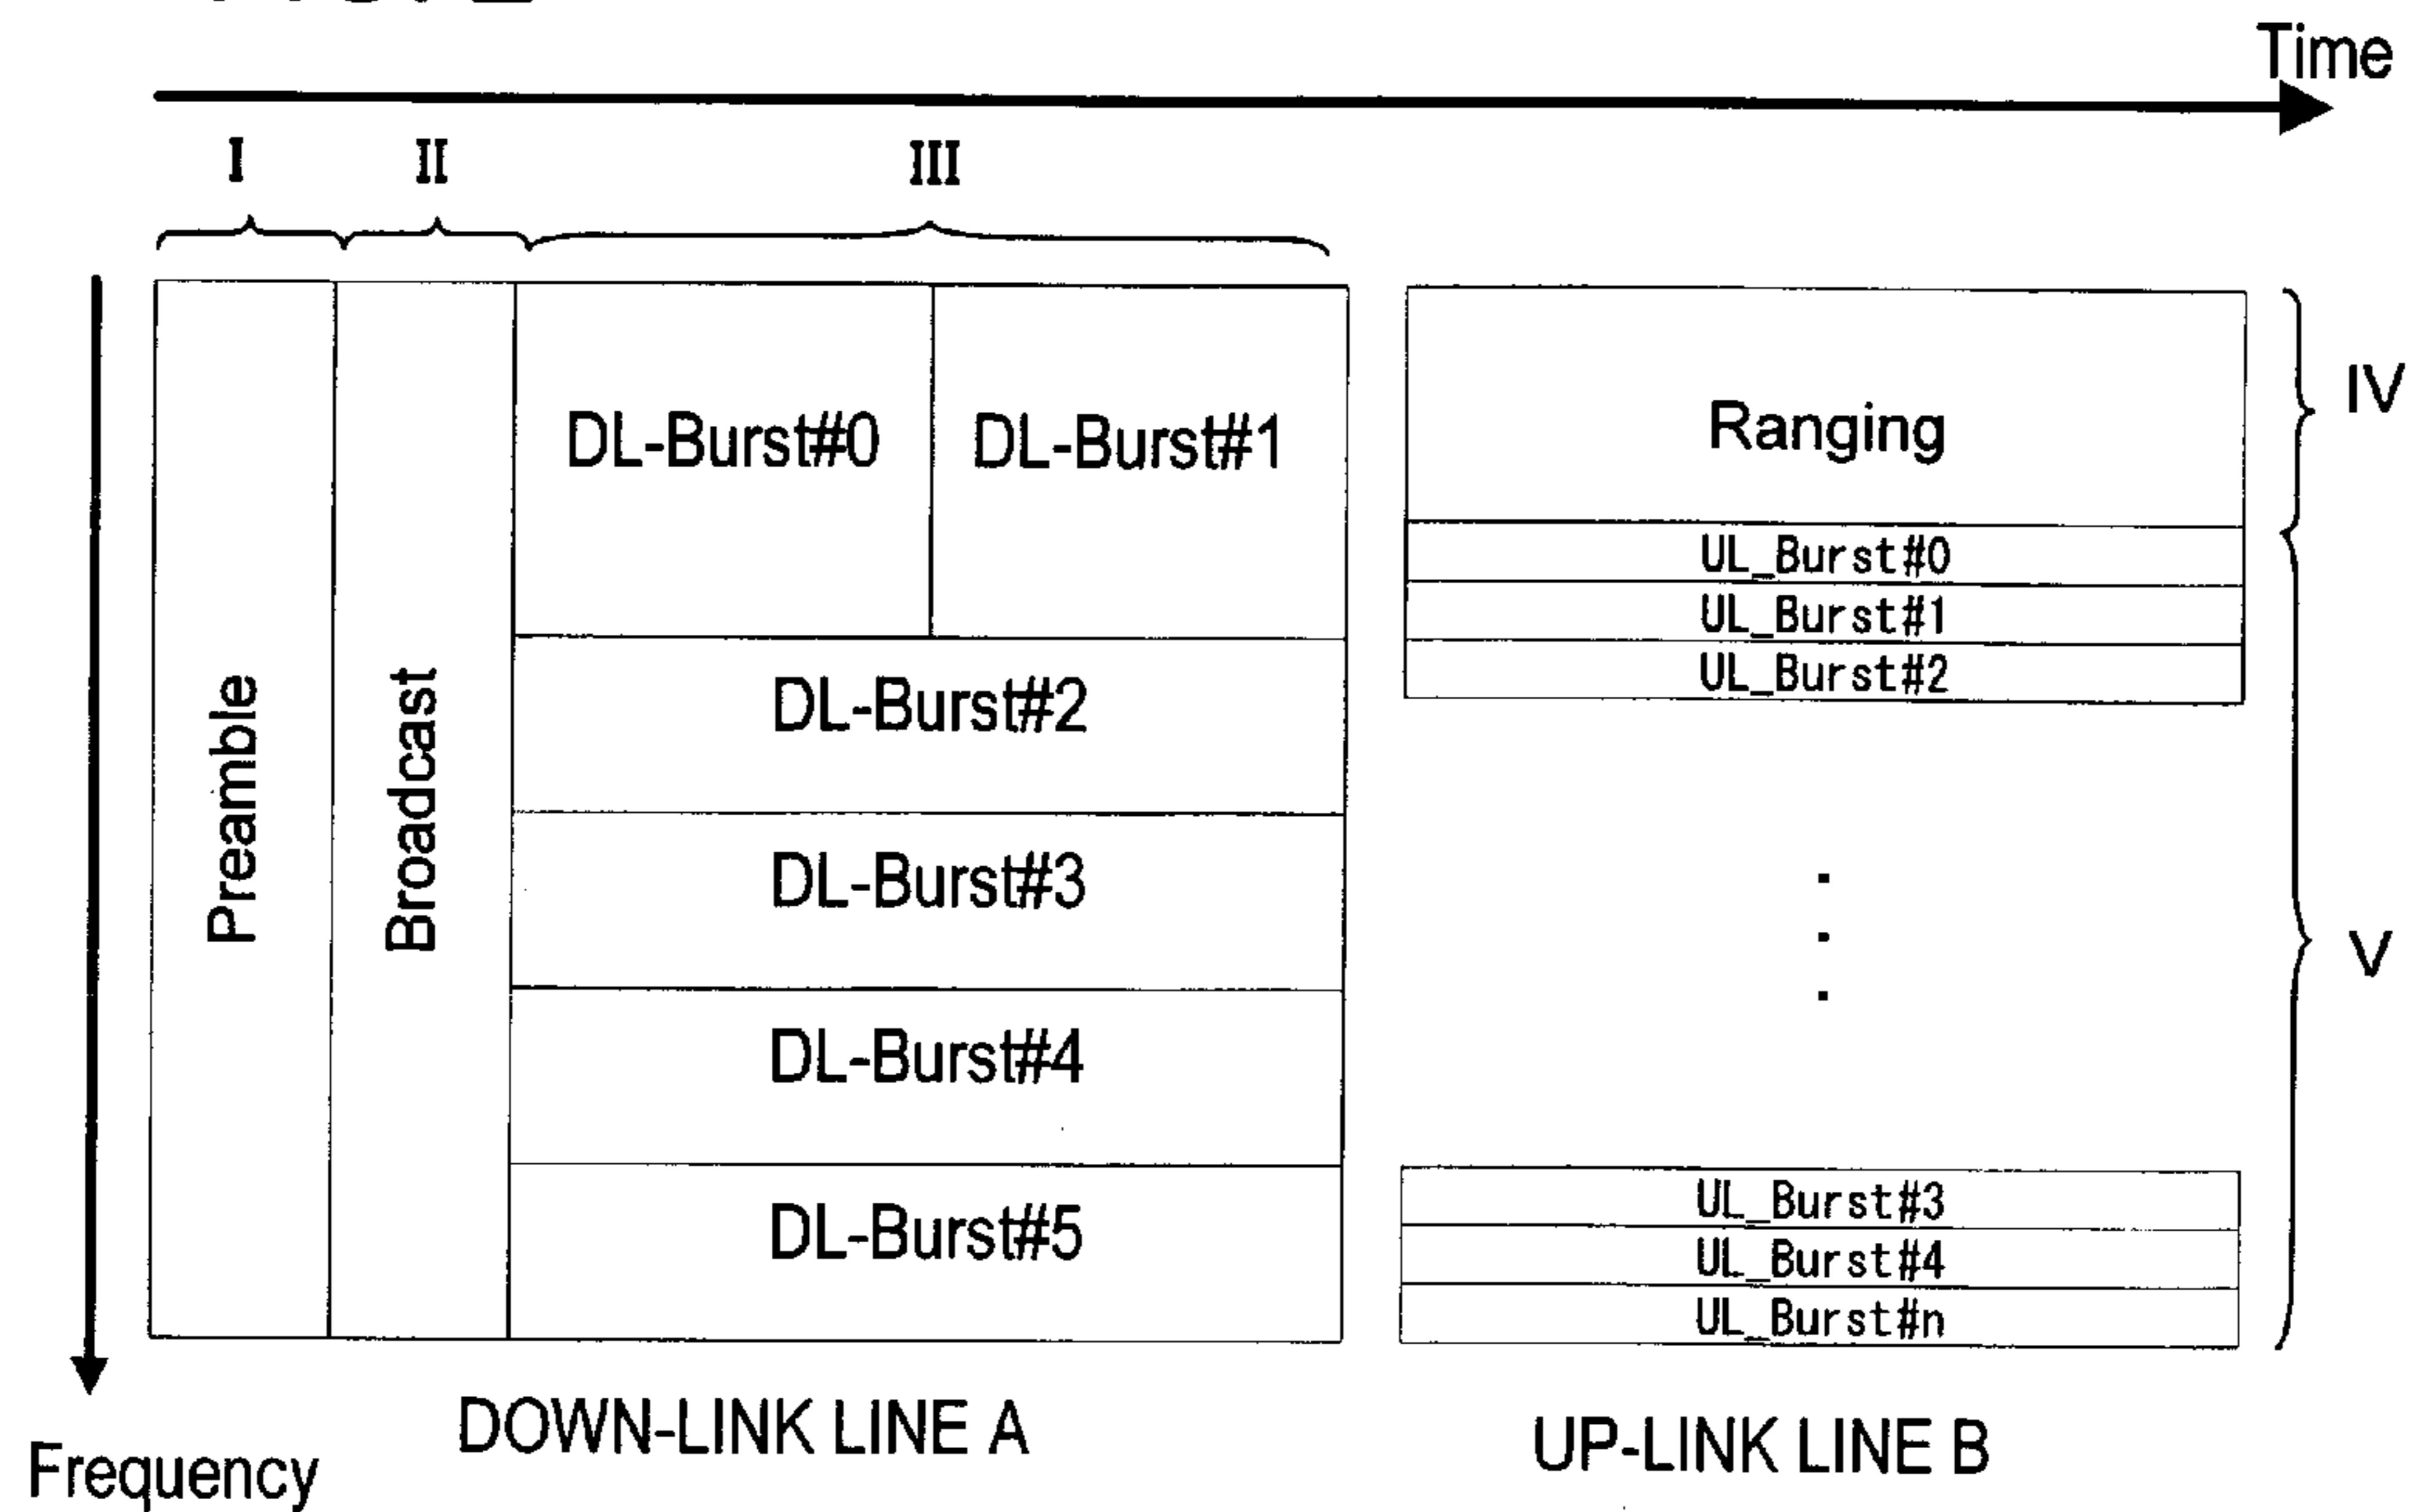 Time
I
II
III
Preamble
Broadcast
DL-Burst#0
DL-Burst#1
DL-Burst#2
DL-Burst#3
DL-Burst#4
DL-Burst#5
Ranging
UL_Burst#0
UL_Burst#1
UL_Burst#2
.
.
.
UL_Burst#3
UL_Burst#4
UL_Burst#n
IV
V
DOWN-LINK LINE A
UP-LINK LINE B
Frequency